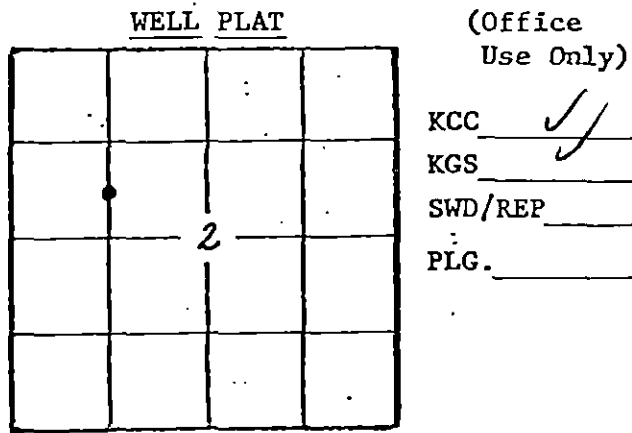 WELL PLAT
2
(Office
Use Only)
KCC ✓
KGS ✓
SWD/REP
PLG.